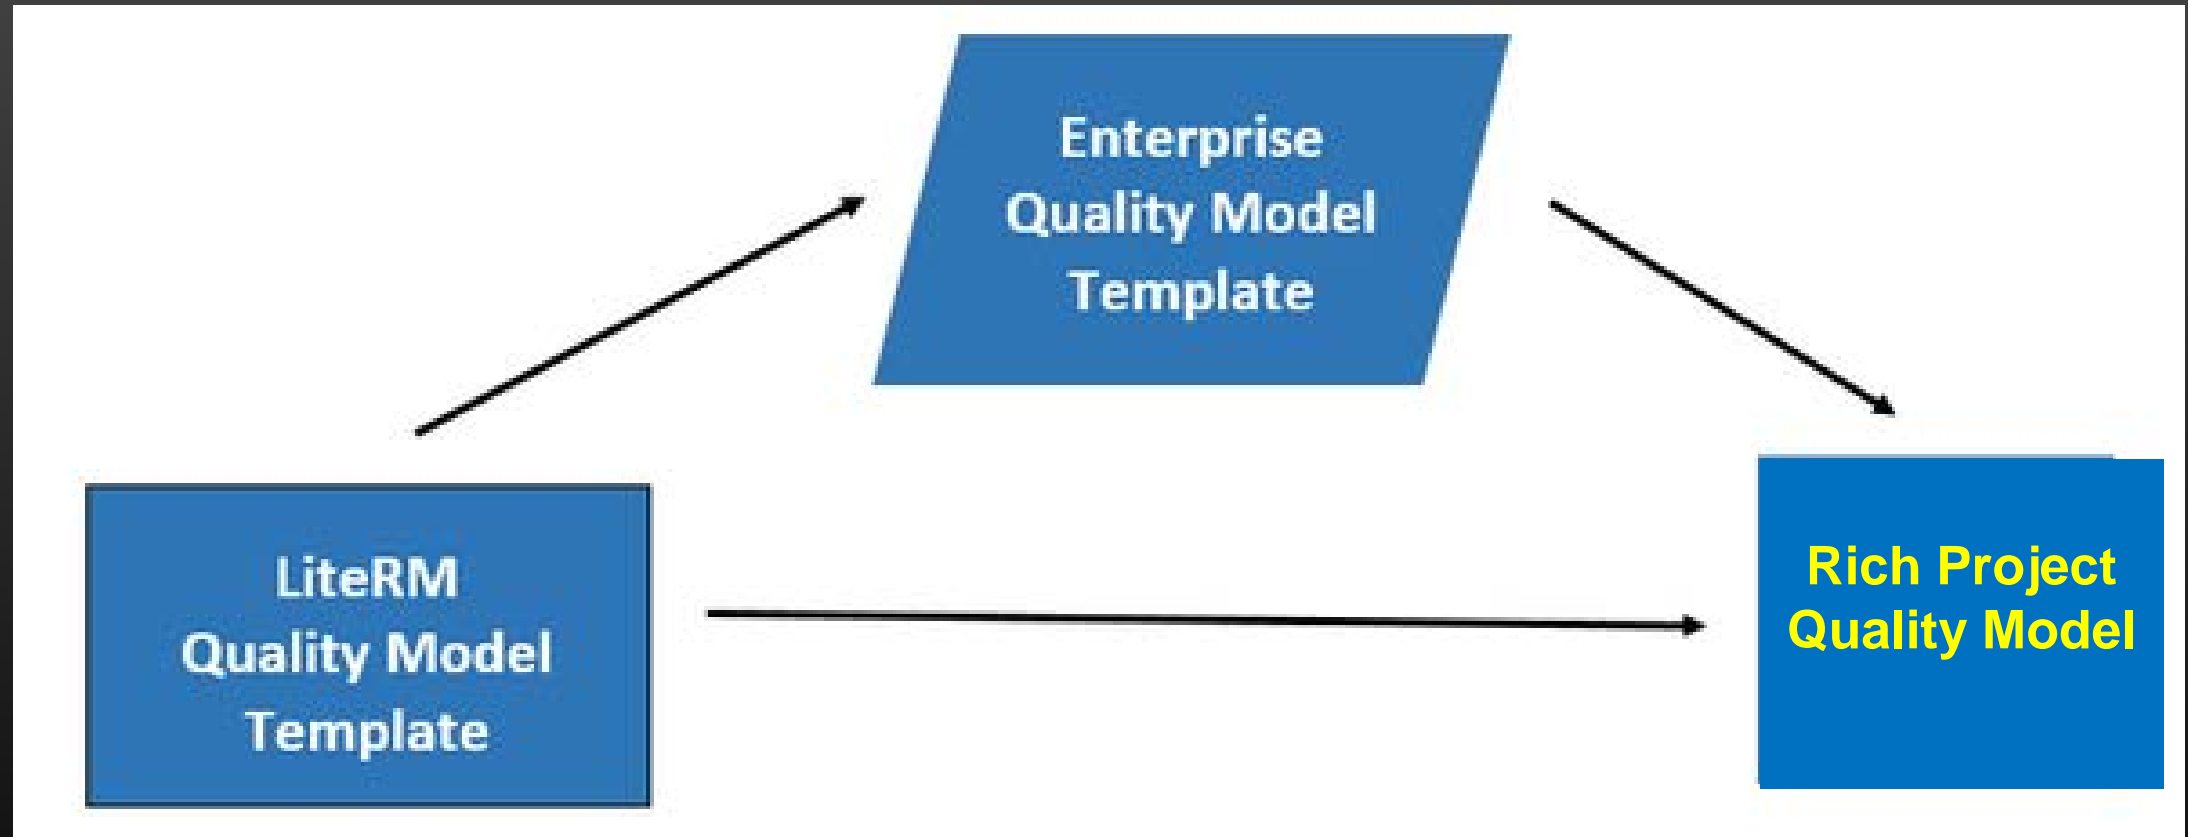 Enterprise
Quality Model
Template
LiteRM
Quality Model
Template
Rich Project
Quality Model